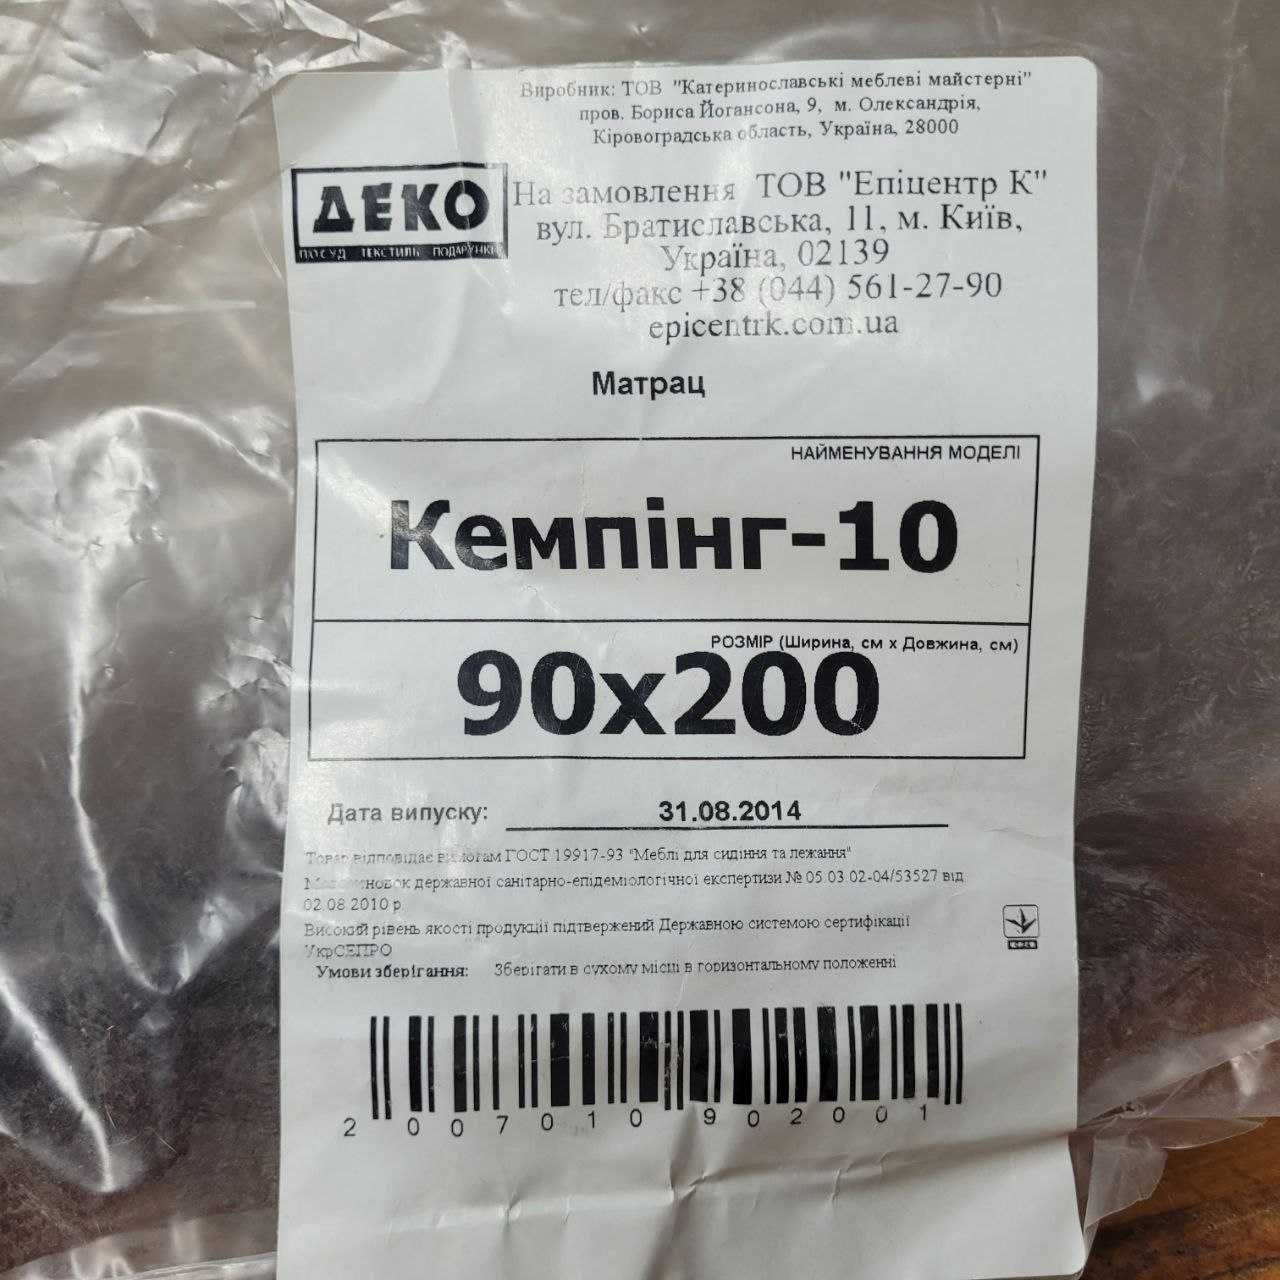 Виробник: ТОВ "Катеринославські меблеві майстерні"
пров. Бориса Йогансона, 9, м. Олександрія,
Кіровоградська область, Україна, 28000
ДЕКО
ПОСУД ТЕКСТИЛЬ ПОДАРУНКИ
На замовлення ТОВ "Епіцентр К"
вул. Братиславська, 11, м. Київ,
Україна, 02139
тел/факс +38 (044) 561-27-90
epicentrk.com.ua
Матрац
НАЙМЕНУВАННЯ МОДЕЛІ
Кемпінг-10
РОЗМІР (Ширина, см х Довжина, см)
90х200
Дата випуску: 31.08.2014
Товар відповідає вимогам ГОСТ 19917-93 "Меблі для сидіння та лежання"
державної санітарно-епідеміологічної експертизи № 05.03.02-04/53527 від
02.08.2010 р.
Високий рівень якості продукції підтвержений Державною системою сертифікації
УкрСЕПРО
Умови зберігання: Зберігати в сухому місці в горизонтальному положенні
2 007010 902001